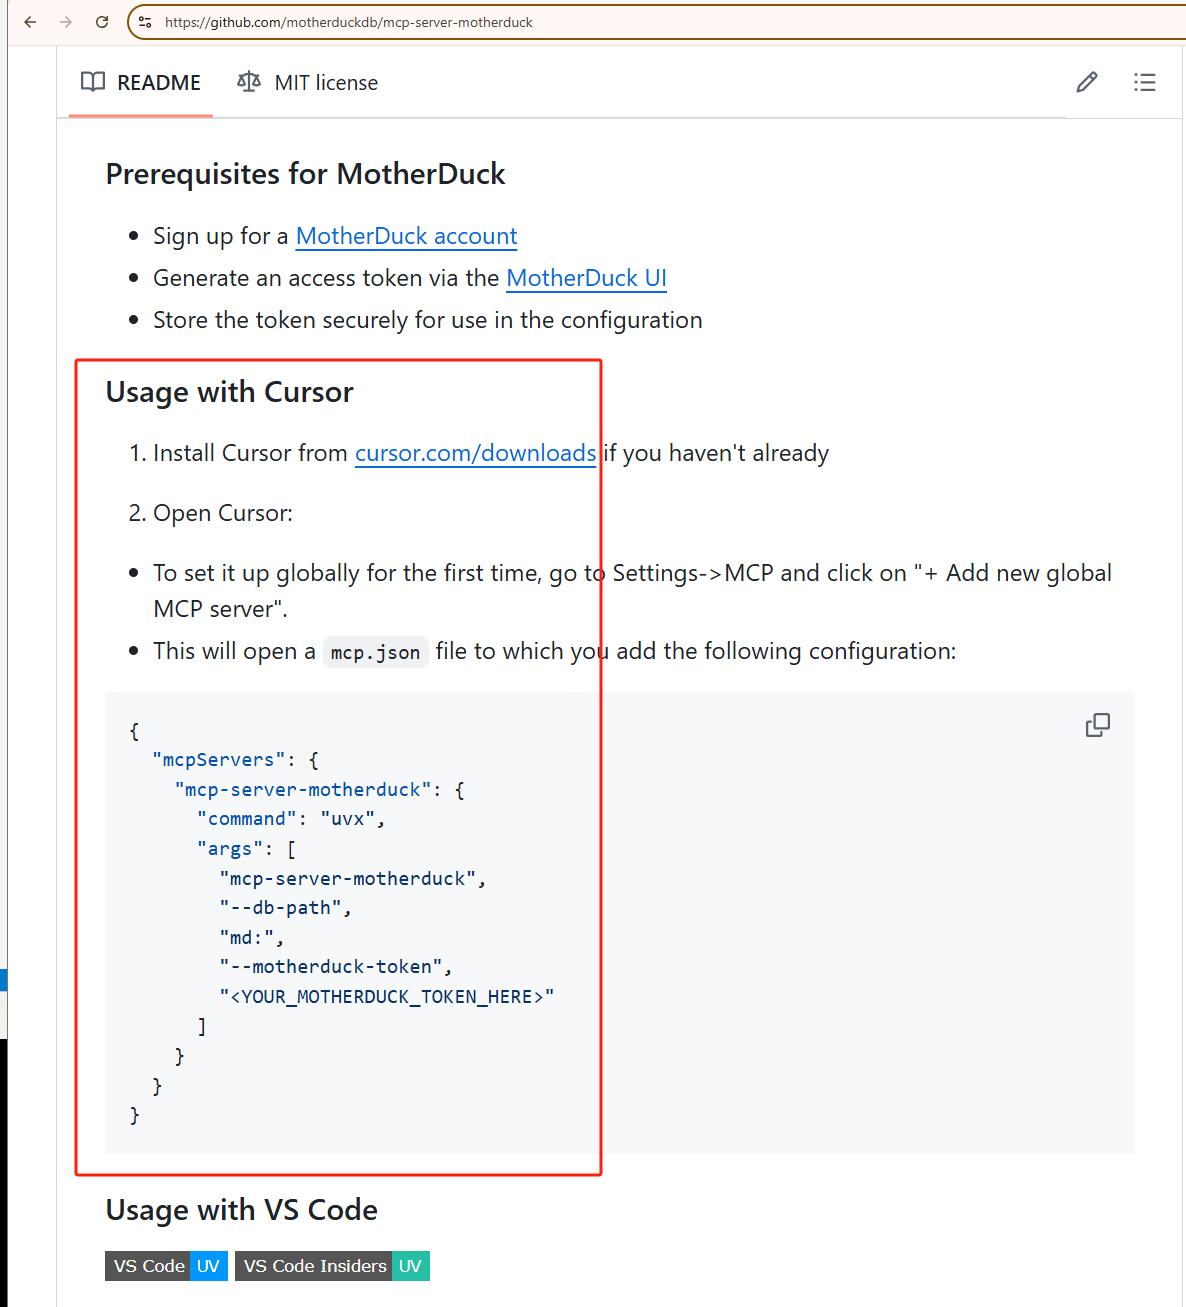 https://github.com/motherduckdb/mcp-server-motherduck
README MIT license
Prerequisites for MotherDuck
Sign up for a MotherDuck account
Generate an access token via the MotherDuck UI
Store the token securely for use in the configuration
Usage with Cursor
1. Install Cursor from cursor.com/downloads if you haven't already
2. Open Cursor:
To set it up globally for the first time, go to Settings->MCP and click on "+ Add new global
MCP server".
This will open a mcp.json file to which you add the following configuration:
{
  "mcpServers": {
    "mcp-server-motherduck": {
      "command": "uvx",
      "args": [
        "mcp-server-motherduck",
        "--db-path",
        "md:",
        "--motherduck-token",
        "<YOUR_MOTHERDUCK_TOKEN_HERE>"
      ]
    }
  }
}
Usage with VS Code
VS Code UV VS Code Insiders UV